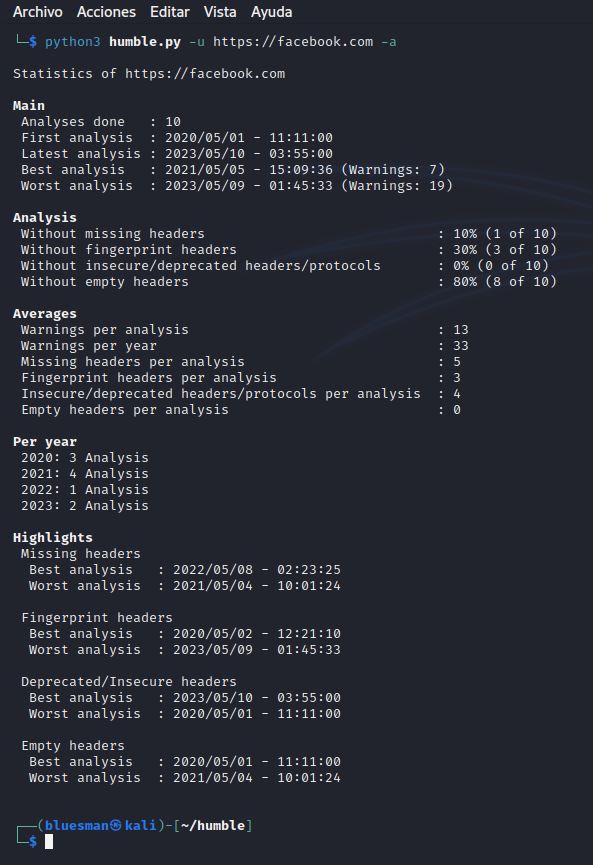 Archivo Acciones Editar Vista Ayuda
└─$ python3 humble.py -u https://facebook.com -a
Statistics of https://facebook.com
Main
Analyses done : 10
First analysis : 2020/05/01 - 11:11:00
Latest analysis : 2023/05/10 - 03:55:00
Best analysis : 2021/05/05 - 15:09:36 (Warnings: 7)
Worst analysis : 2023/05/09 - 01:45:33 (Warnings: 19)
Analysis
Without missing headers : 10% (1 of 10)
Without fingerprint headers : 30% (3 of 10)
Without insecure/deprecated headers/protocols : 0% (0 of 10)
Without empty headers : 80% (8 of 10)
Averages
Warnings per analysis : 13
Warnings per year : 33
Missing headers per analysis : 5
Fingerprint headers per analysis : 3
Insecure/deprecated headers/protocols per analysis : 4
Empty headers per analysis : 0
Per year
2020: 3 Analysis
2021: 4 Analysis
2022: 1 Analysis
2023: 2 Analysis
Highlights
Missing headers
Best analysis : 2022/05/08 - 02:23:25
Worst analysis : 2021/05/04 - 10:01:24
Fingerprint headers
Best analysis : 2020/05/02 - 12:21:10
Worst analysis : 2023/05/09 - 01:45:33
Deprecated/Insecure headers
Best analysis : 2023/05/10 - 03:55:00
Worst analysis : 2020/05/01 - 11:11:00
Empty headers
Best analysis : 2020/05/01 - 11:11:00
Worst analysis : 2021/05/04 - 10:01:24
┌──(bluesman㉿kali)-[~/humble]
└─$